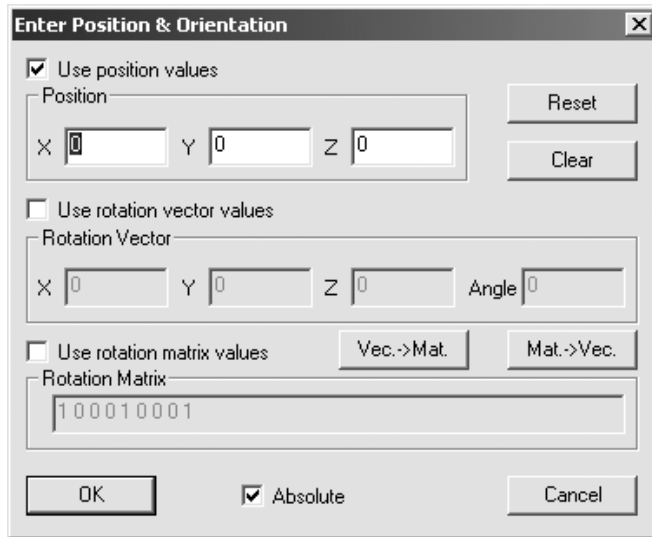 Enter Position & Orientation
Use position values
Position
Reset
X 0 Y 0 Z 0
Clear
Use rotation vector values
Rotation Vector
X 0 Y 0 Z 0 Angle 0
Use rotation matrix values Vec.->Mat. Mat.->Vec.
Rotation Matrix
1 0 0 0 1 0 0 0 1
OK Absolute Cancel